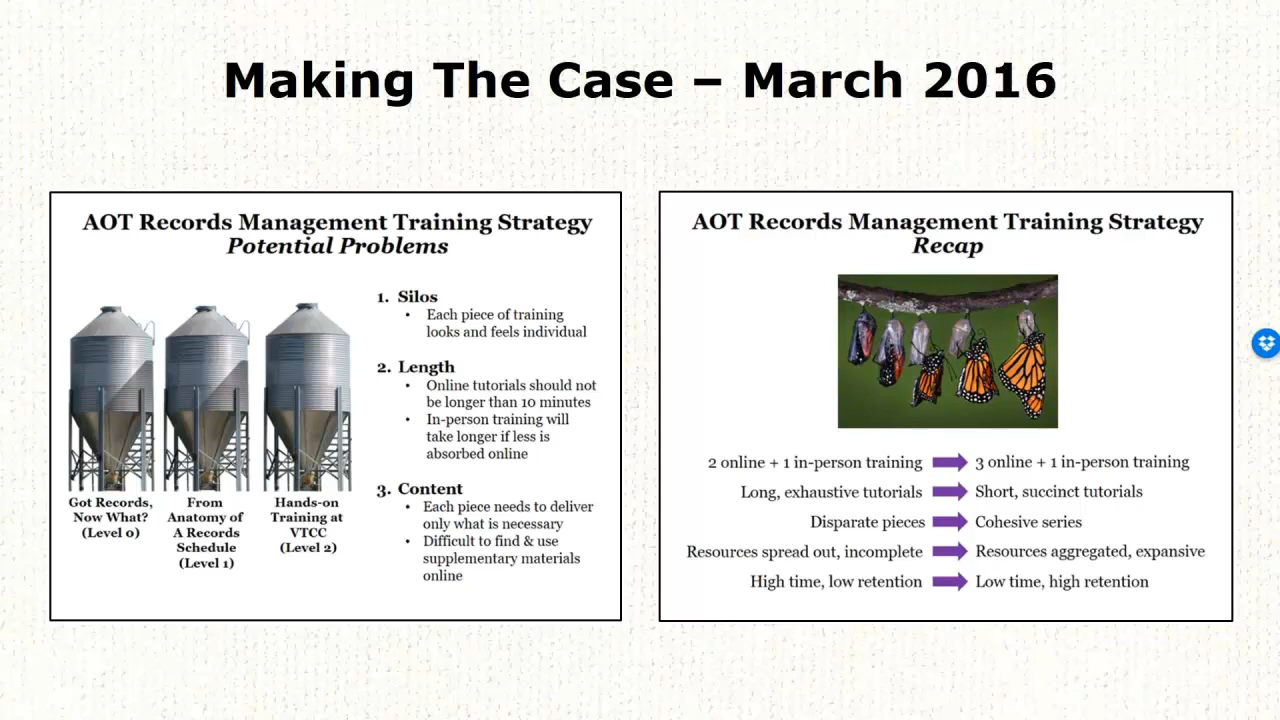 Making The Case – March 2016
AOT Records Management Training Strategy
Potential Problems
Got Records,
Now What?
(Level 0)
From
Anatomy of
A Records
Schedule
(Level 1)
Hands-on
Training at
VTCC
(Level 2)
1. Silos
• Each piece of training
looks and feels individual
2. Length
• Online tutorials should not
be longer than 10 minutes
• In-person training will
take longer if less is
absorbed online
3. Content
• Each piece needs to deliver
only what is necessary
• Difficult to find & use
supplementary materials
online
AOT Records Management Training Strategy
Recap
2 online + 1 in-person training 3 online + 1 in-person training
Long, exhaustive tutorials Short, succinct tutorials
Disparate pieces Cohesive series
Resources spread out, incomplete Resources aggregated, expansive
High time, low retention Low time, high retention